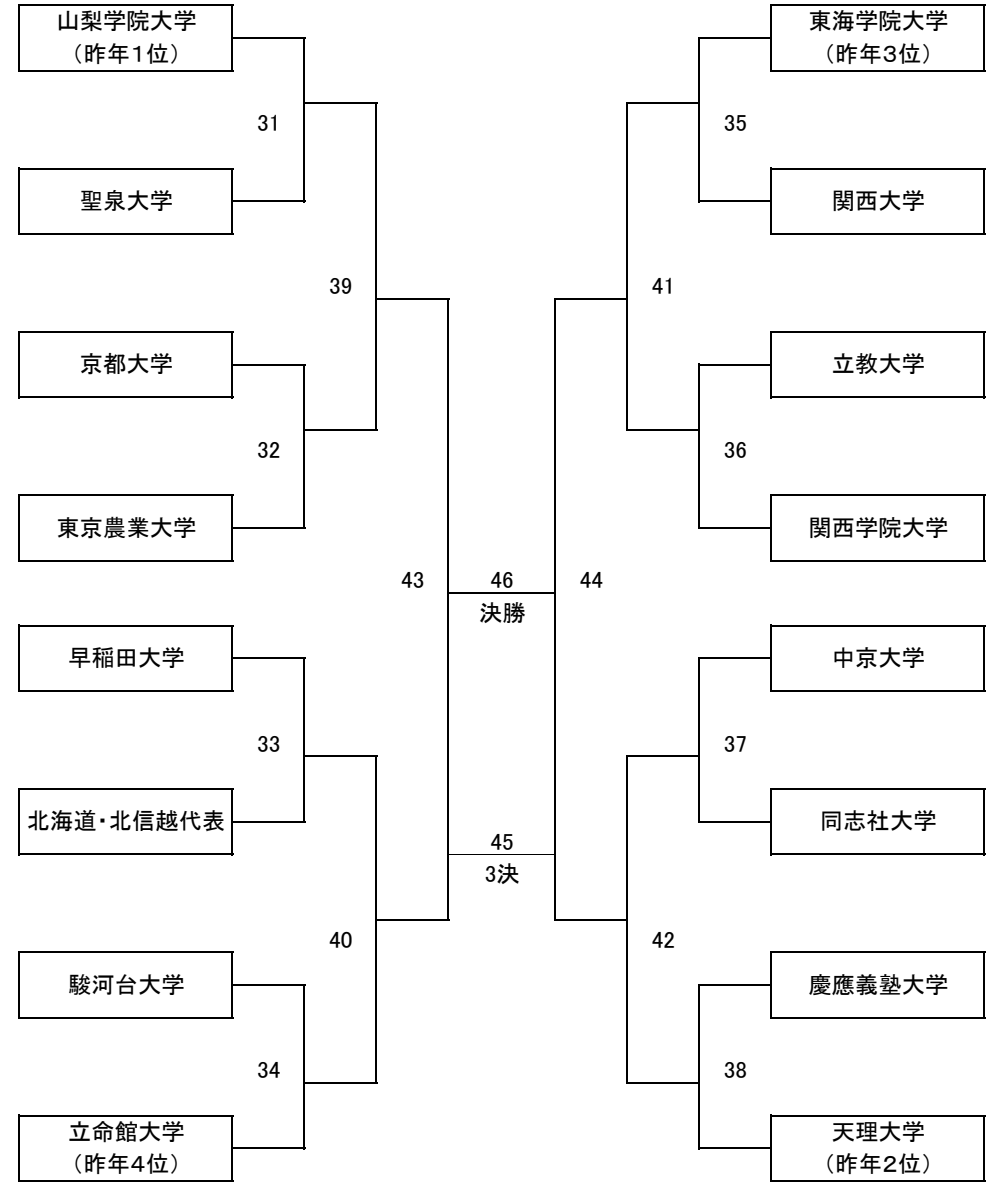 山梨学院大学
（昨年１位）
31
聖泉大学
39
京都大学
32
東京農業大学
43
早稲田大学
33
北海道・北信越代表
40
駿河台大学
34
立命館大学
（昨年４位）
46
決勝
45
3決
東海学院大学
（昨年３位）
35
関西大学
41
立教大学
36
関西学院大学
44
中京大学
37
同志社大学
42
慶應義塾大学
38
天理大学
（昨年２位）